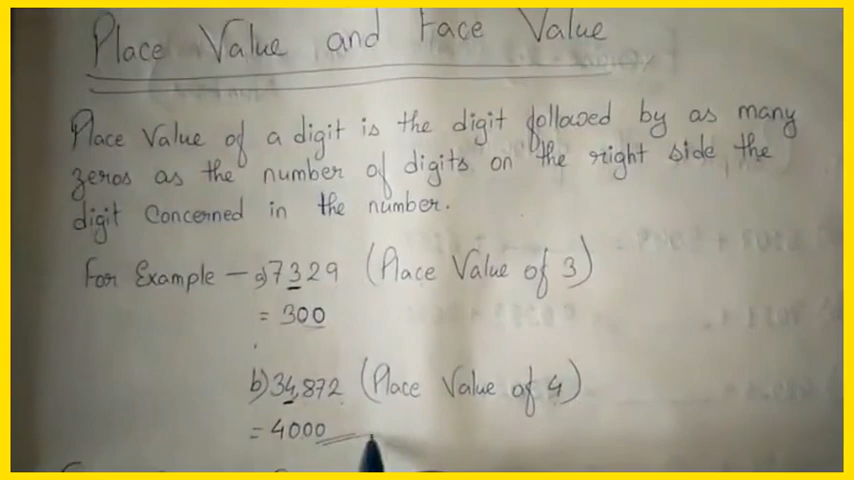 Place Value and Face Value
Place Value of a digit is the digit followed by as many
zeros as the number of digits on the right side, the
digit concerned in the number.
For Example - a) 7329 (Place Value of 3)
= 300
b) 34,872 (Place Value of 4)
= 4000